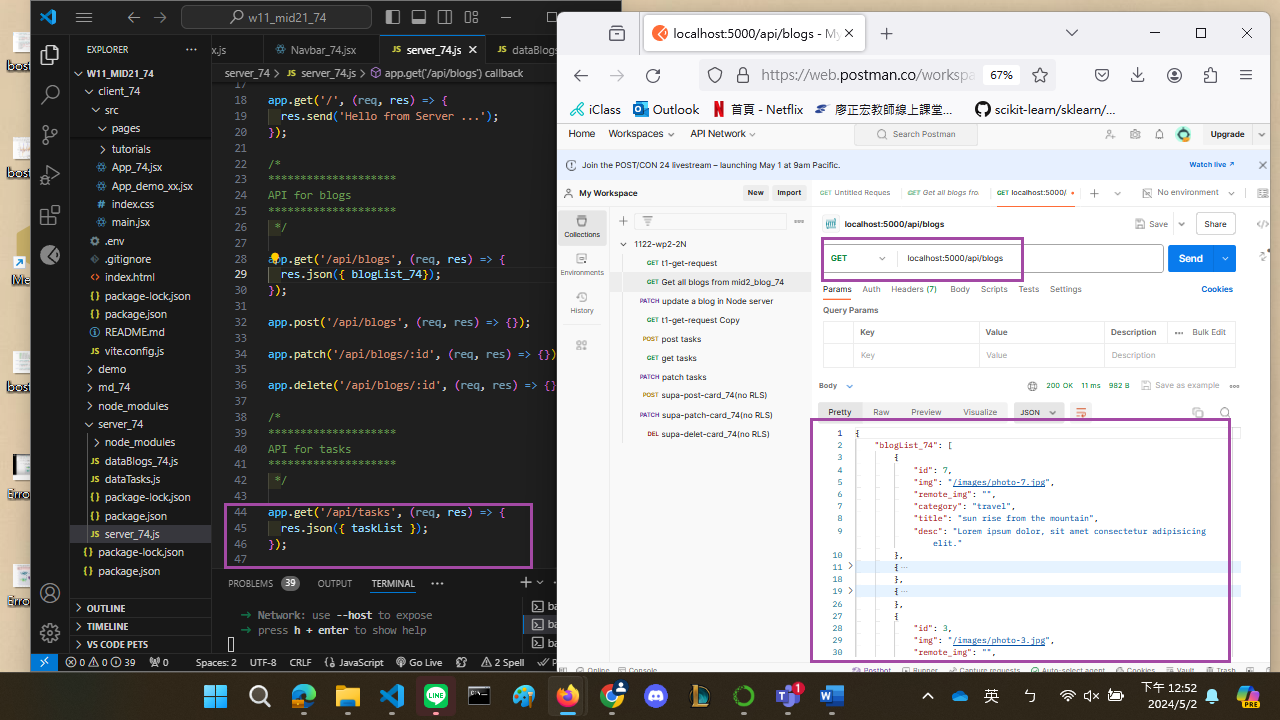 w11_mid21_74
EXPLORER
W11_MID21_74
client_74
src
pages
tutorials
App_74.jsx
App_demo_xx.jsx
index.css
main.jsx
.env
.gitignore
index.html
package-lock.json
package.json
README.md
vite.config.js
demo
md_74
node_modules
server_74
node_modules
dataBlogs_74.js
dataTasks.js
package-lock.json
package.json
server_74.js
package-lock.json
package.json
OUTLINE
TIMELINE
VS CODE PETS
x.js
Navbar_74.jsx
server_74.js
dataBlogs
server_74 > server_74.js > app.get('/api/blogs') callback
17
18 app.get('/', (req, res) => {
19 res.send('Hello from Server ...');
20 });
21
22 /*
23 ********************
24 API for blogs
25 ********************
26 */
27
28 app.get('/api/blogs', (req, res) => {
29 res.json({ blogList_74});
30 });
31
32 app.post('/api/blogs', (req, res) => {});
33
34 app.patch('/api/blogs/:id', (req, res) => {})
35
36 app.delete('/api/blogs/:id', (req, res) => {}
37
38 /*
39 ********************
40 API for tasks
41 ********************
42 */
43
44 app.get('/api/tasks', (req, res) => {
45 res.json({ taskList });
46 });
47
PROBLEMS 39 OUTPUT TERMINAL
→ Network: use --host to expose
→ press h + enter to show help
ba
ba
ba
0 0 39 0 Spaces: 2 UTF-8 CRLF JavaScript Go Live 2 Spell
localhost:5000/api/blogs - My
https://web.postman.co/workspa 67%
iClass Outlook 首頁 - Netflix 廖正宏教師線上課堂... scikit-learn/sklearn/...
Home Workspaces API Network Search Postman Upgrade
Join the POST/CON 24 livestream – launching May 1 at 9am Pacific. Watch live
My Workspace New Import GET Untitled Reques GET Get all blogs fro. GET localhost:5000/ No environment
Collections
Environments
History
1122-wp2-2N
GET t1-get-request
GET Get all blogs from mid2_blog_74
PATCH update a blog in Node server
GET t1-get-request Copy
POST post tasks
GET get tasks
PATCH patch tasks
POST supa-post-card_74(no RLS)
PATCH supa-patch-card_74(no RLS)
DEL supa-delet-card_74(no RLS)
localhost:5000/api/blogs Save Share
GET localhost:5000/api/blogs Send
Params Auth Headers (7) Body Scripts Tests Settings Cookies
Query Params
Key Value Description Bulk Edit
Key Value Description
Body 200 OK 11 ms 982 B Save as example
Pretty Raw Preview Visualize JSON
1 {
2 "blogList_74": [
3 {
4 "id": 7,
5 "img": "/images/photo-7.jpg",
6 "remote_img": "",
7 "category": "travel",
8 "title": "sun rise from the mountain",
9 "desc": "Lorem ipsum dolor, sit amet consectetur adipisicing
elit."
10 },
11 {
18 },
19 {
26 },
27 {
28 "id": 3,
29 "img": "/images/photo-3.jpg",
30 "remote_img": "",
Online Console Postbot Runner Capture requests Auto-select agent Cookies Vault Trash
1
英 ㄅ
下午 12:52
2024/5/2
PRE